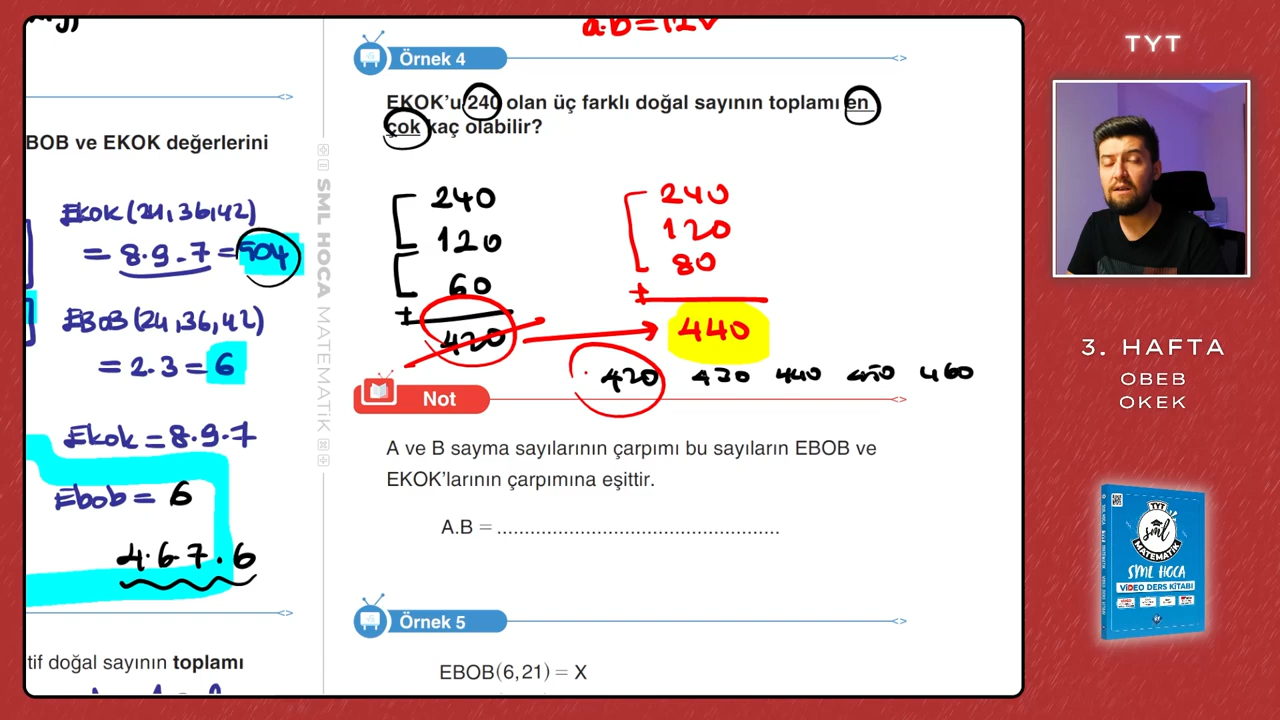 a·b=120
Örnek 4
EKOK'u 240 olan üç farklı doğal sayının toplamı en
çok kaç olabilir?
240
120
60
+
420
240
120
80
+
440
420 430 440 450 460
Not
A ve B sayma sayılarının çarpımı bu sayıların EBOB ve
EKOK'larının çarpımına eşittir.
A.B = ................................................
Örnek 5
EBOB(6,21) = X
BOB ve EKOK değerlerini
Ekok(24,36,42)
= 8·9·7 = 504
EBOB(24,36,42)
= 2.3 = 6
Ekok = 8.9.7
Ebob = 6
4·6·7·6
tif doğal sayının toplamı
SML HOCA MATEMATİK
TYT
3. HAFTA
OBEB
OKEK
TYT
sml
MATEMATİK
SML HOCA
VİDEO DERS KİTABI